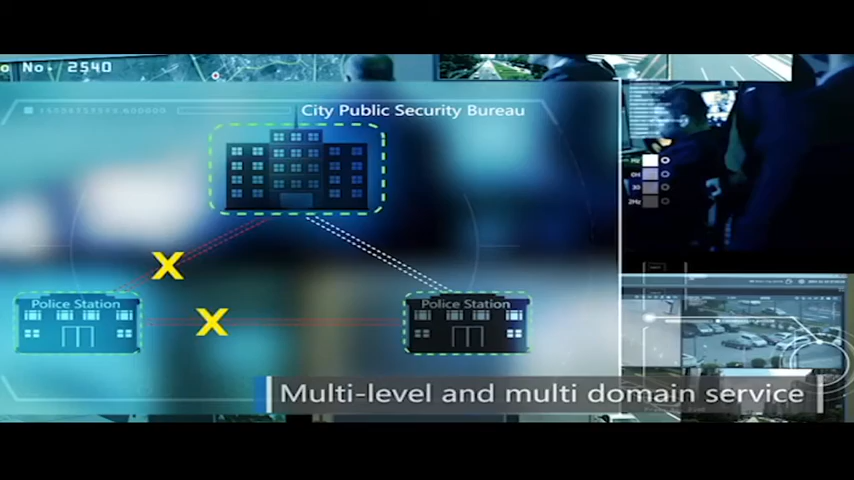 No. 2540
City Public Security Bureau
Police Station
Police Station
Multi-level and multi domain service